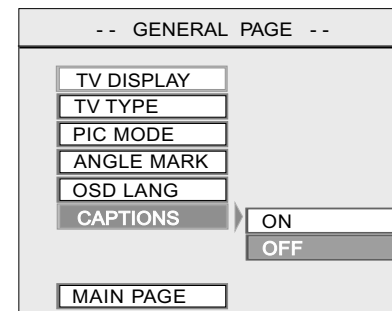 -- GENERAL PAGE --
TV DISPLAY
TV TYPE
PIC MODE
ANGLE MARK
OSD LANG
CAPTIONS
ON
OFF
MAIN PAGE